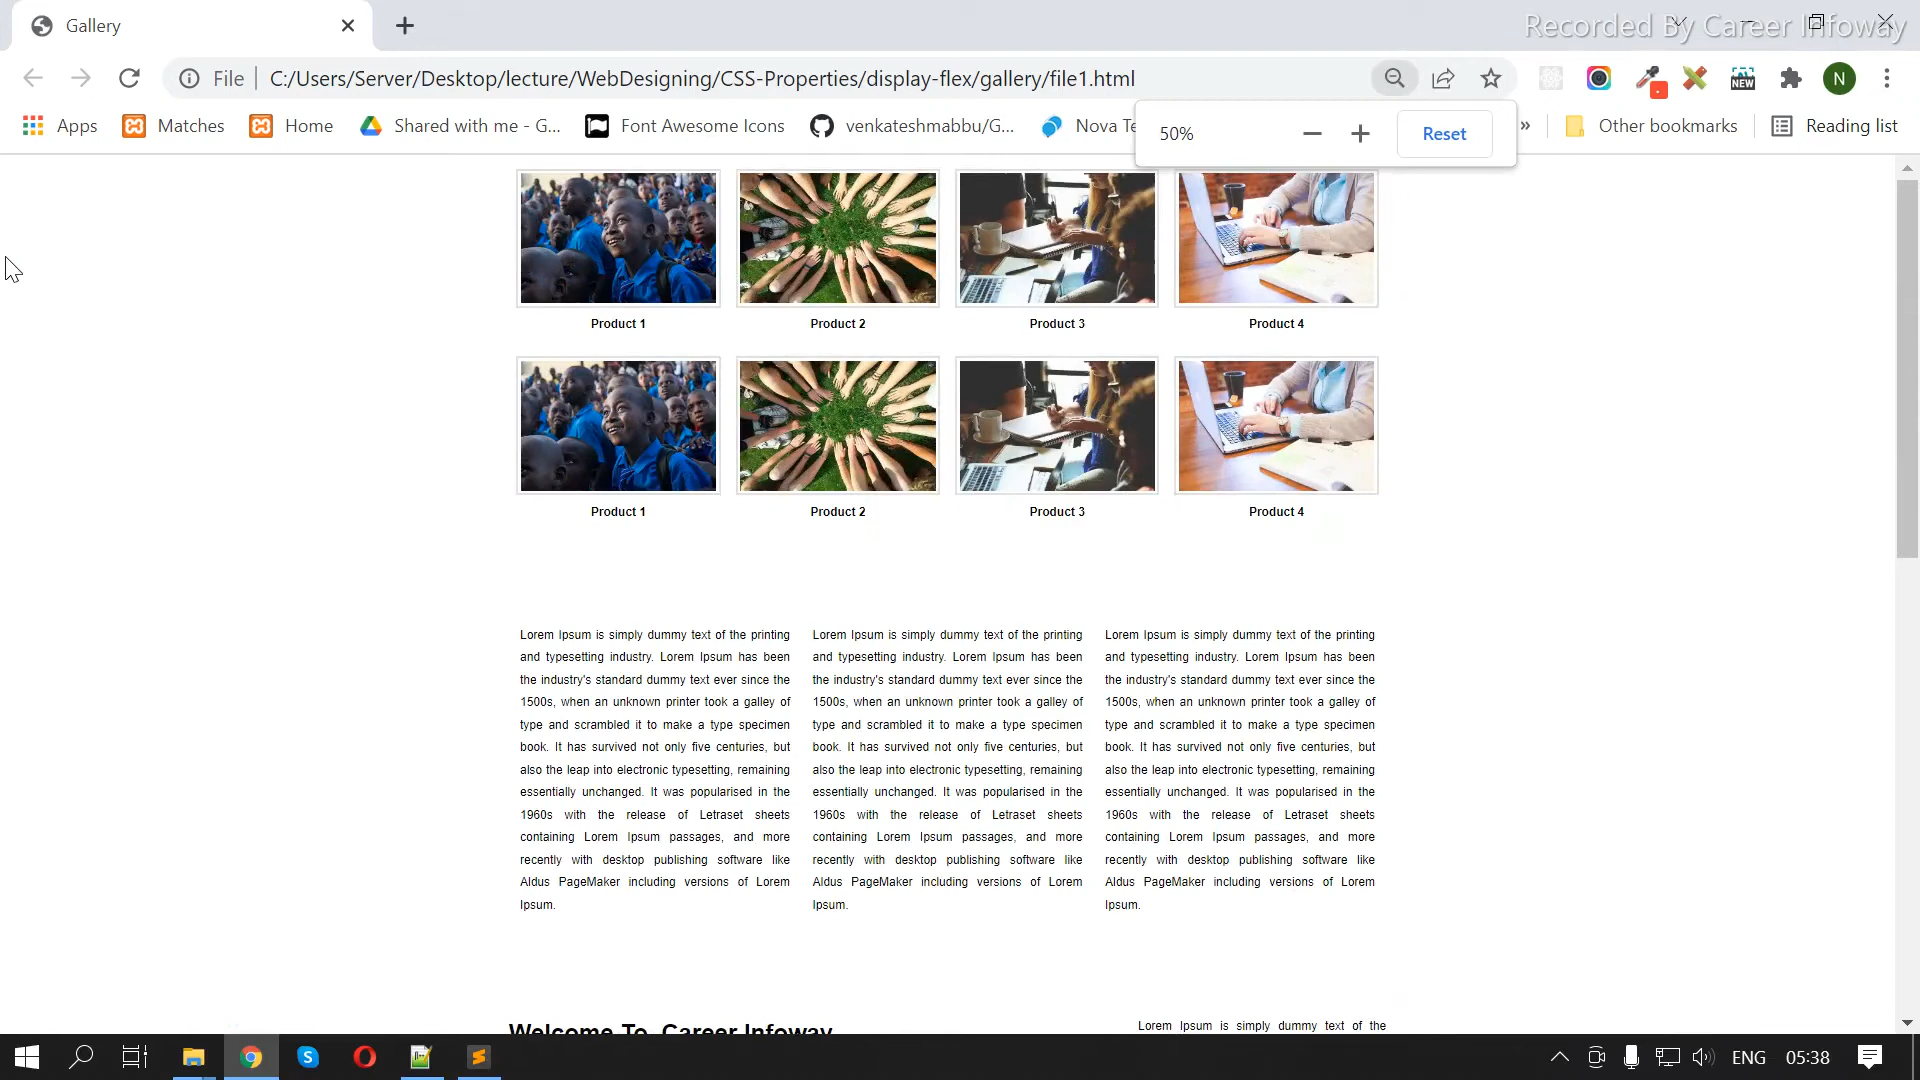 Gallery
Recorded By Career Infoway
File
C:/Users/Server/Desktop/lecture/WebDesigning/CSS-Properties/display-flex/gallery/file1.html
NEW
N
Apps
Matches
Home
Shared with me - G...
Font Awesome Icons
venkateshmabbu/G...
Nova Te
50%
Reset
»
Other bookmarks
Reading list
Product 1
Product 2
Product 3
Product 4
Product 1
Product 2
Product 3
Product 4
Lorem Ipsum is simply dummy text of the printing
and typesetting industry. Lorem Ipsum has been
the industry's standard dummy text ever since the
1500s, when an unknown printer took a galley of
type and scrambled it to make a type specimen
book. It has survived not only five centuries, but
also the leap into electronic typesetting, remaining
essentially unchanged. It was popularised in the
1960s with the release of Letraset sheets
containing Lorem Ipsum passages, and more
recently with desktop publishing software like
Aldus PageMaker including versions of Lorem
Ipsum.
Lorem Ipsum is simply dummy text of the printing
and typesetting industry. Lorem Ipsum has been
the industry's standard dummy text ever since the
1500s, when an unknown printer took a galley of
type and scrambled it to make a type specimen
book. It has survived not only five centuries, but
also the leap into electronic typesetting, remaining
essentially unchanged. It was popularised in the
1960s with the release of Letraset sheets
containing Lorem Ipsum passages, and more
recently with desktop publishing software like
Aldus PageMaker including versions of Lorem
Ipsum.
Lorem Ipsum is simply dummy text of the printing
and typesetting industry. Lorem Ipsum has been
the industry's standard dummy text ever since the
1500s, when an unknown printer took a galley of
type and scrambled it to make a type specimen
book. It has survived not only five centuries, but
also the leap into electronic typesetting, remaining
essentially unchanged. It was popularised in the
1960s with the release of Letraset sheets
containing Lorem Ipsum passages, and more
recently with desktop publishing software like
Aldus PageMaker including versions of Lorem
Ipsum.
Welcome To Career Infoway
Lorem Ipsum is simply dummy text of the
ENG
05:38